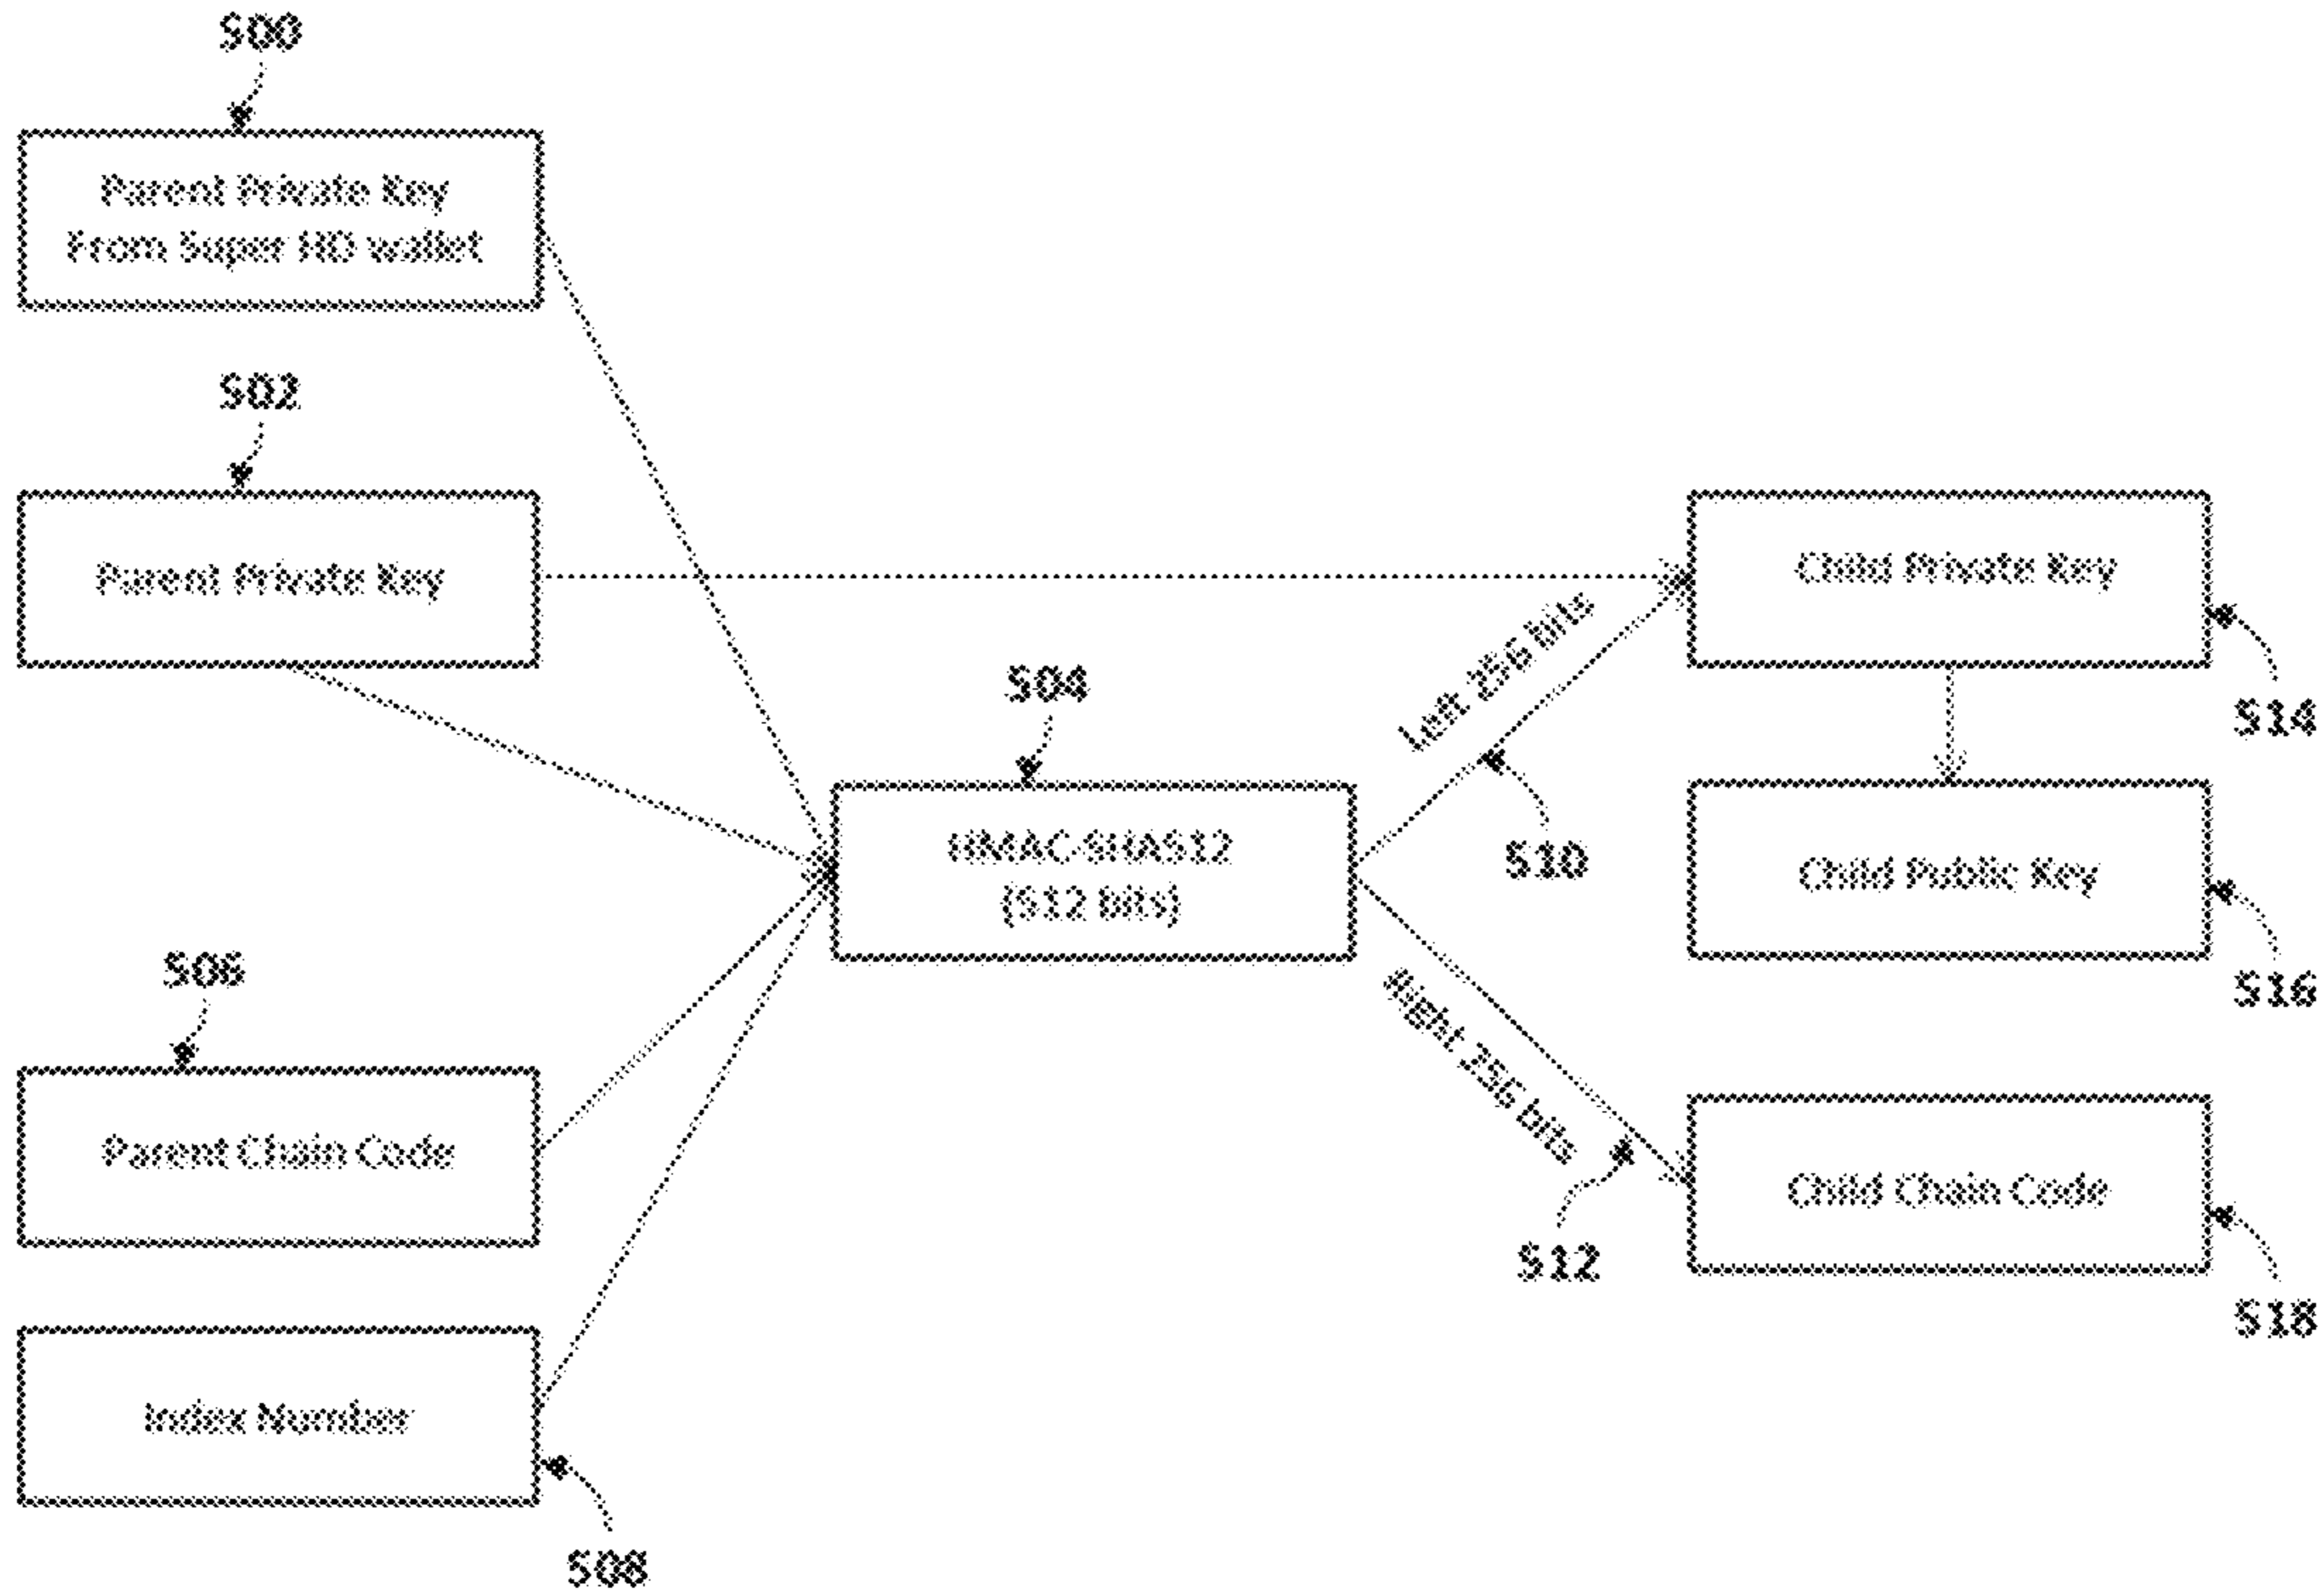 500
Parent Private Key
From Super HD wallet
502
Parent Private Key
Child Private Key
Left 256 bits
504
514
HMAC-SHA512
(512 bits)
510
Child Public Key
506
516
Right 256 bits
Parent Chain Code
Child Chain Code
512
518
Index Number
508